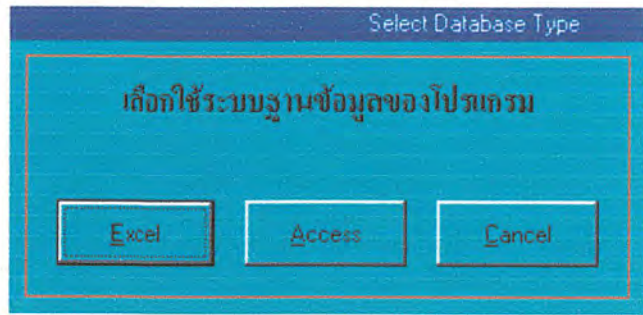 Select Database Type
เลือกใช้ระบบฐานข้อมูลของโปรแกรม
Excel
Access
Cancel